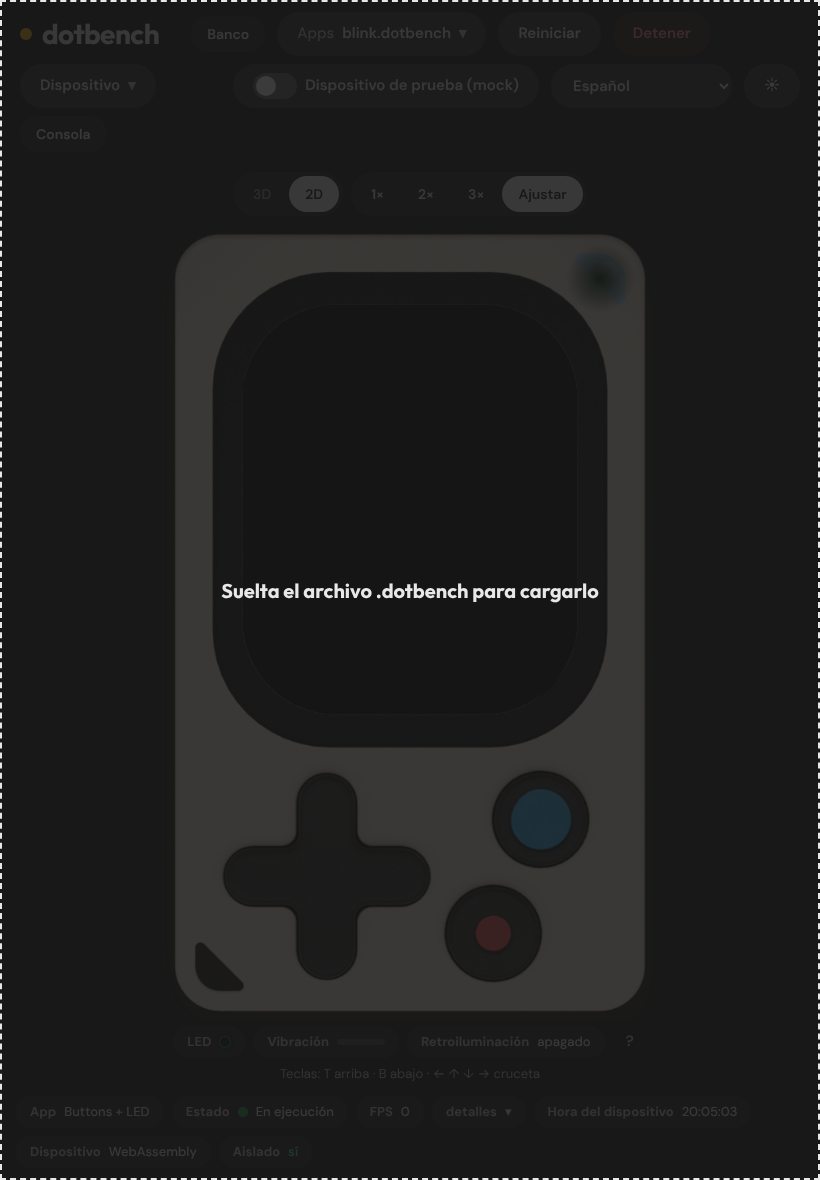 dotbench Banco Apps blink.dotbench ▾ Reiniciar Detener
Dispositivo ▾ Dispositivo de prueba (mock) Español ☀
Consola
3D 2D 1× 2× 3× Ajustar
Suelta el archivo .dotbench para cargarlo
LED Vibración Retroiluminación apagado ?
Teclas: T arriba · B abajo · ← ↑ ↓ → cruceta
App Buttons + LED Estado En ejecución FPS 0 detalles ▾ Hora del dispositivo 20:05:03
Dispositivo WebAssembly Aislado sí